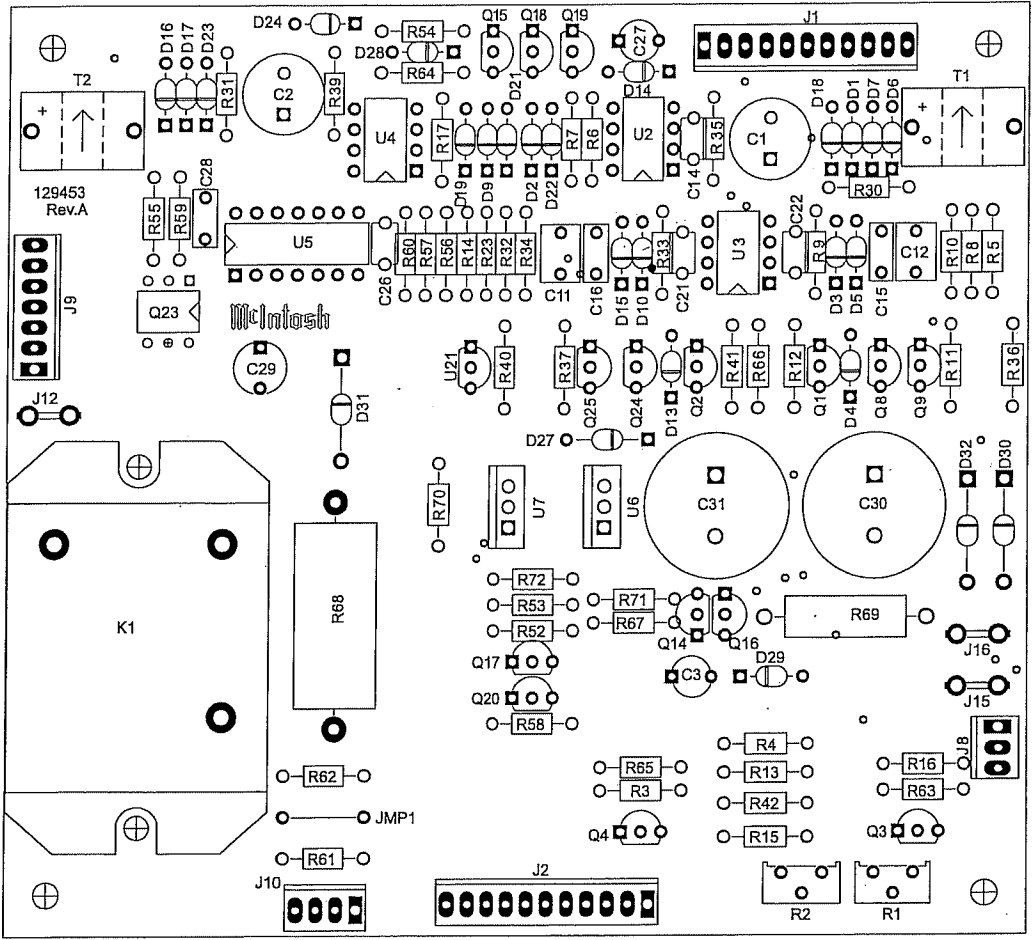 D24
R54
Q15
Q18
Q19
J1
D16
D17
D23
D28
C27
R64
D21
D14
T2
R31
C2
R39
D18
D1
D7
D6
T1
+
+
U4
R17
R7
R6
U2
R35
C1
C14
D19
D9
D2
D22
R30
129453
Rev.A
C28
R55
R59
U5
C26
R60
R57
R56
R14
R23
R32
R34
C11
C16
D15
D10
R33
C21
U3
C22
R9
D3
D5
C15
C12
R10
R8
R5
J9
Q23
McIntosh
C29
D31
U21
R40
R37
Q25
Q24
D13
Q2
R41
R66
R12
Q1
D4
Q8
Q9
R11
R36
J12
D27
D32
D30
R70
U7
U6
C31
C30
K1
R68
R72
R53
R52
R71
R67
R69
Q14
Q16
J16
Q17
Q20
C3
D29
J15
R58
J8
R4
R65
R13
R16
R62
R3
R63
JMP1
R42
Q4
R15
Q3
R61
J10
J2
R2
R1